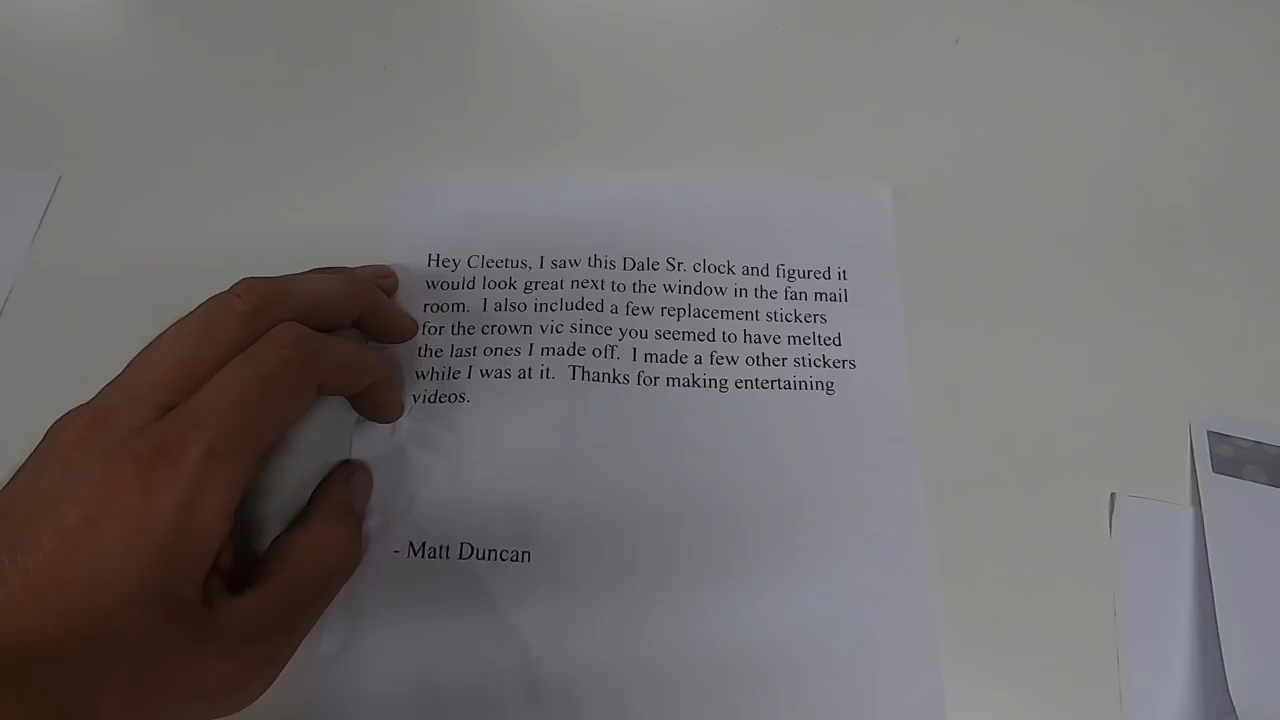 Hey Cleetus, I saw this Dale Sr. clock and figured it
would look great next to the window in the fan mail
room.  I also included a few replacement stickers
for the crown vic since you seemed to have melted
the last ones I made off.  I made a few other stickers
while I was at it.  Thanks for making entertaining
videos.
- Matt Duncan